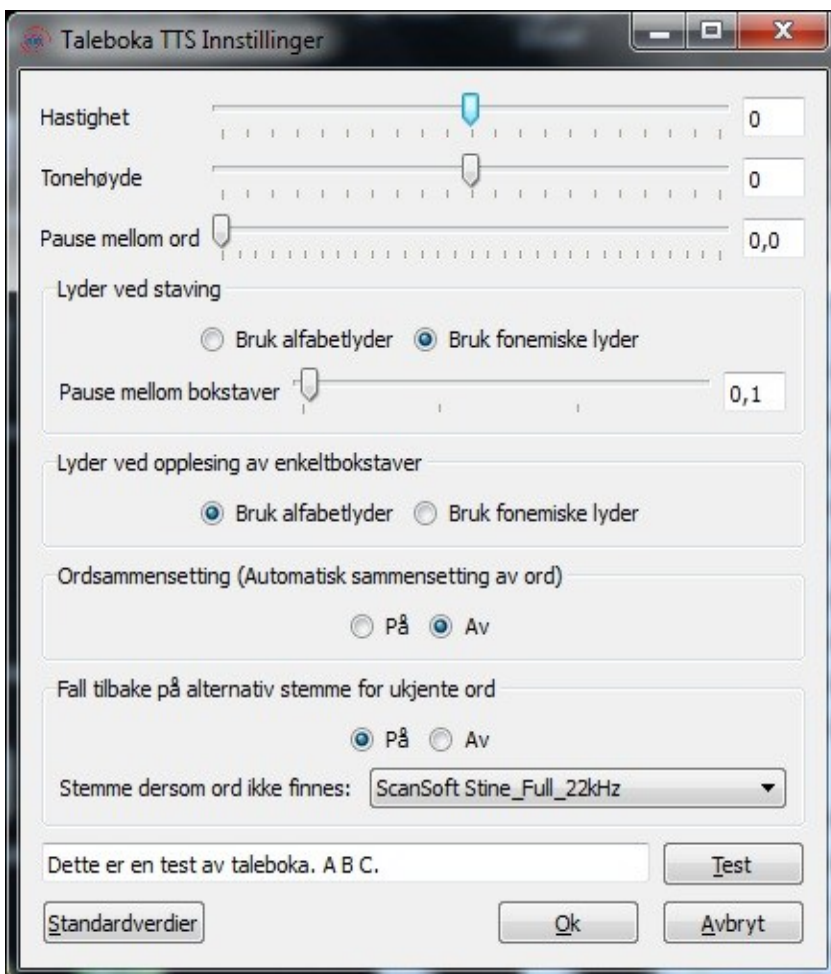 Taleboka TTS Innstillinger
Hastighet 0
Tonehøyde 0
Pause mellom ord 0,0
Lyder ved staving
Bruk alfabetlyder Bruk fonemiske lyder
Pause mellom bokstaver 0,1
Lyder ved opplesing av enkeltbokstaver
Bruk alfabetlyder Bruk fonemiske lyder
Ordsammensetting (Automatisk sammensetting av ord)
På Av
Fall tilbake på alternativ stemme for ukjente ord
På Av
Stemme dersom ord ikke finnes: ScanSoft Stine_Full_22kHz
Dette er en test av taleboka. A B C. Test
Standardverdier Ok Avbryt